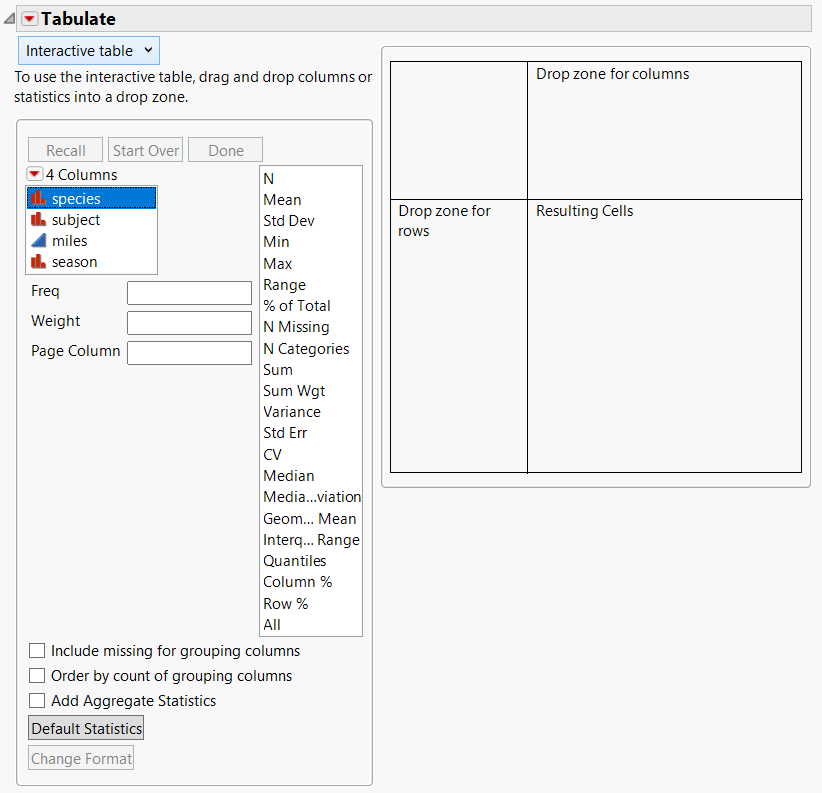 Tabulate
Interactive table
To use the interactive table, drag and drop columns or
statistics into a drop zone.
Recall
Start Over
Done
4 Columns
species
subject
miles
season
Freq
Weight
Page Column
N
Mean
Std Dev
Min
Max
Range
% of Total
N Missing
N Categories
Sum
Sum Wgt
Variance
Std Err
CV
Median
Media...viation
Geom... Mean
Interq... Range
Quantiles
Column %
Row %
All
Include missing for grouping columns
Order by count of grouping columns
Add Aggregate Statistics
Default Statistics
Change Format
Drop zone for columns
Drop zone for
rows
Resulting Cells